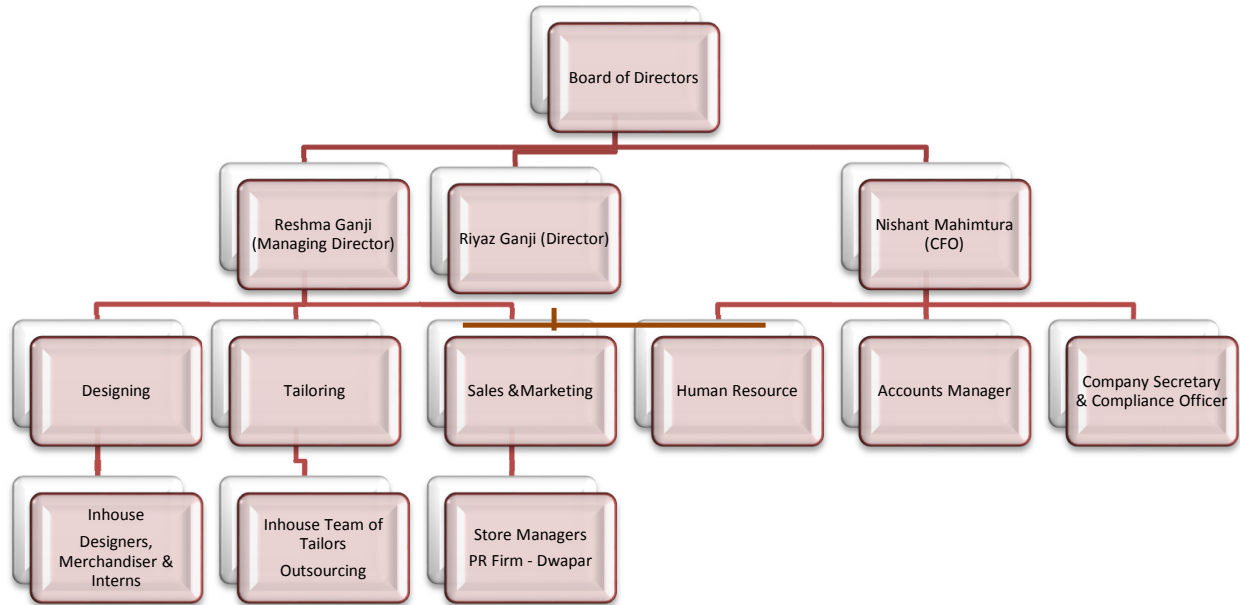 Board of Directors
Reshma Ganji
(Managing Director)
Riyaz Ganji (Director)
Nishant Mahimtura
(CFO)
Designing
Tailoring
Sales &Marketing
Human Resource
Accounts Manager
Company Secretary
& Compliance Officer
Inhouse
Designers,
Merchandiser &
Interns
Inhouse Team of
Tailors
Outsourcing
Store Managers
PR Firm - Dwapar